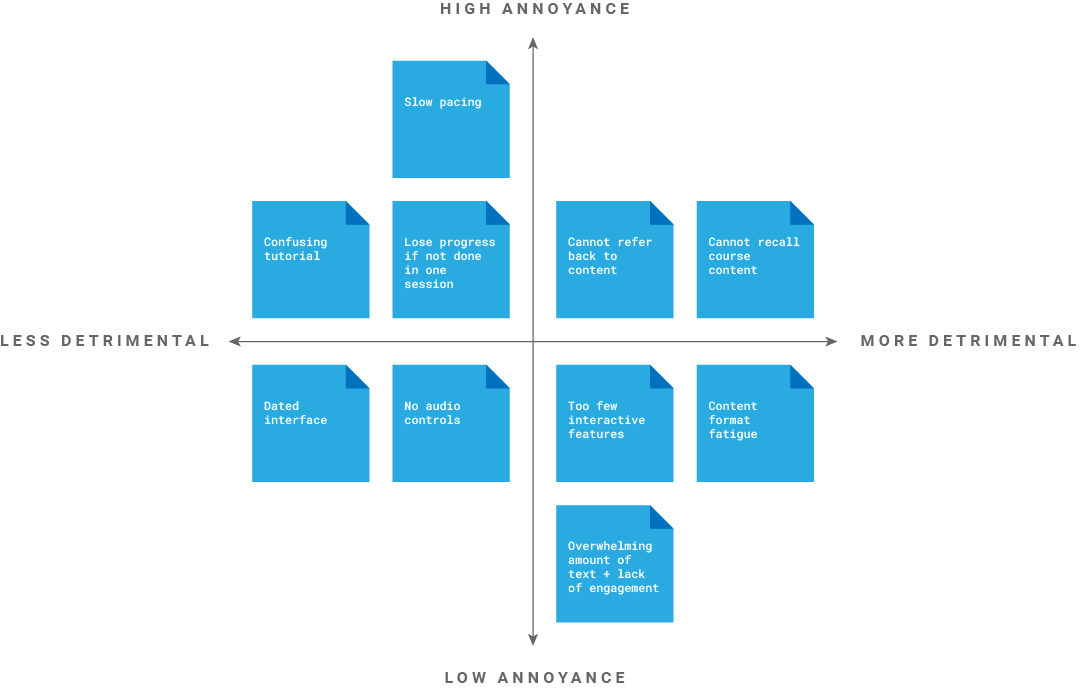 HIGH ANNOYANCE
Slow pacing
Confusing
tutorial
Lose progress
if not done
in one
session
Cannot refer
back to
content
Cannot recall
course
content
LESS DETRIMENTAL
MORE DETRIMENTAL
Dated
interface
No audio
controls
Too few
interactive
features
Content
format
fatigue
Overwhelming
amount of
text + lack
of engagement
LOW ANNOYANCE